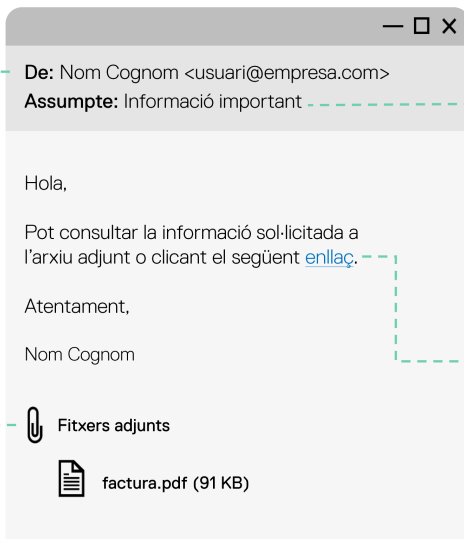 De: Nom Cognom <usuari@empresa.com>
Assumpte: Informació important
Hola,
Pot consultar la informació sol·licitada a
l'arxiu adjunt o clicant el següent enllaç.
Atentament,
Nom Cognom
Fitxers adjunts
factura.pdf (91 KB)